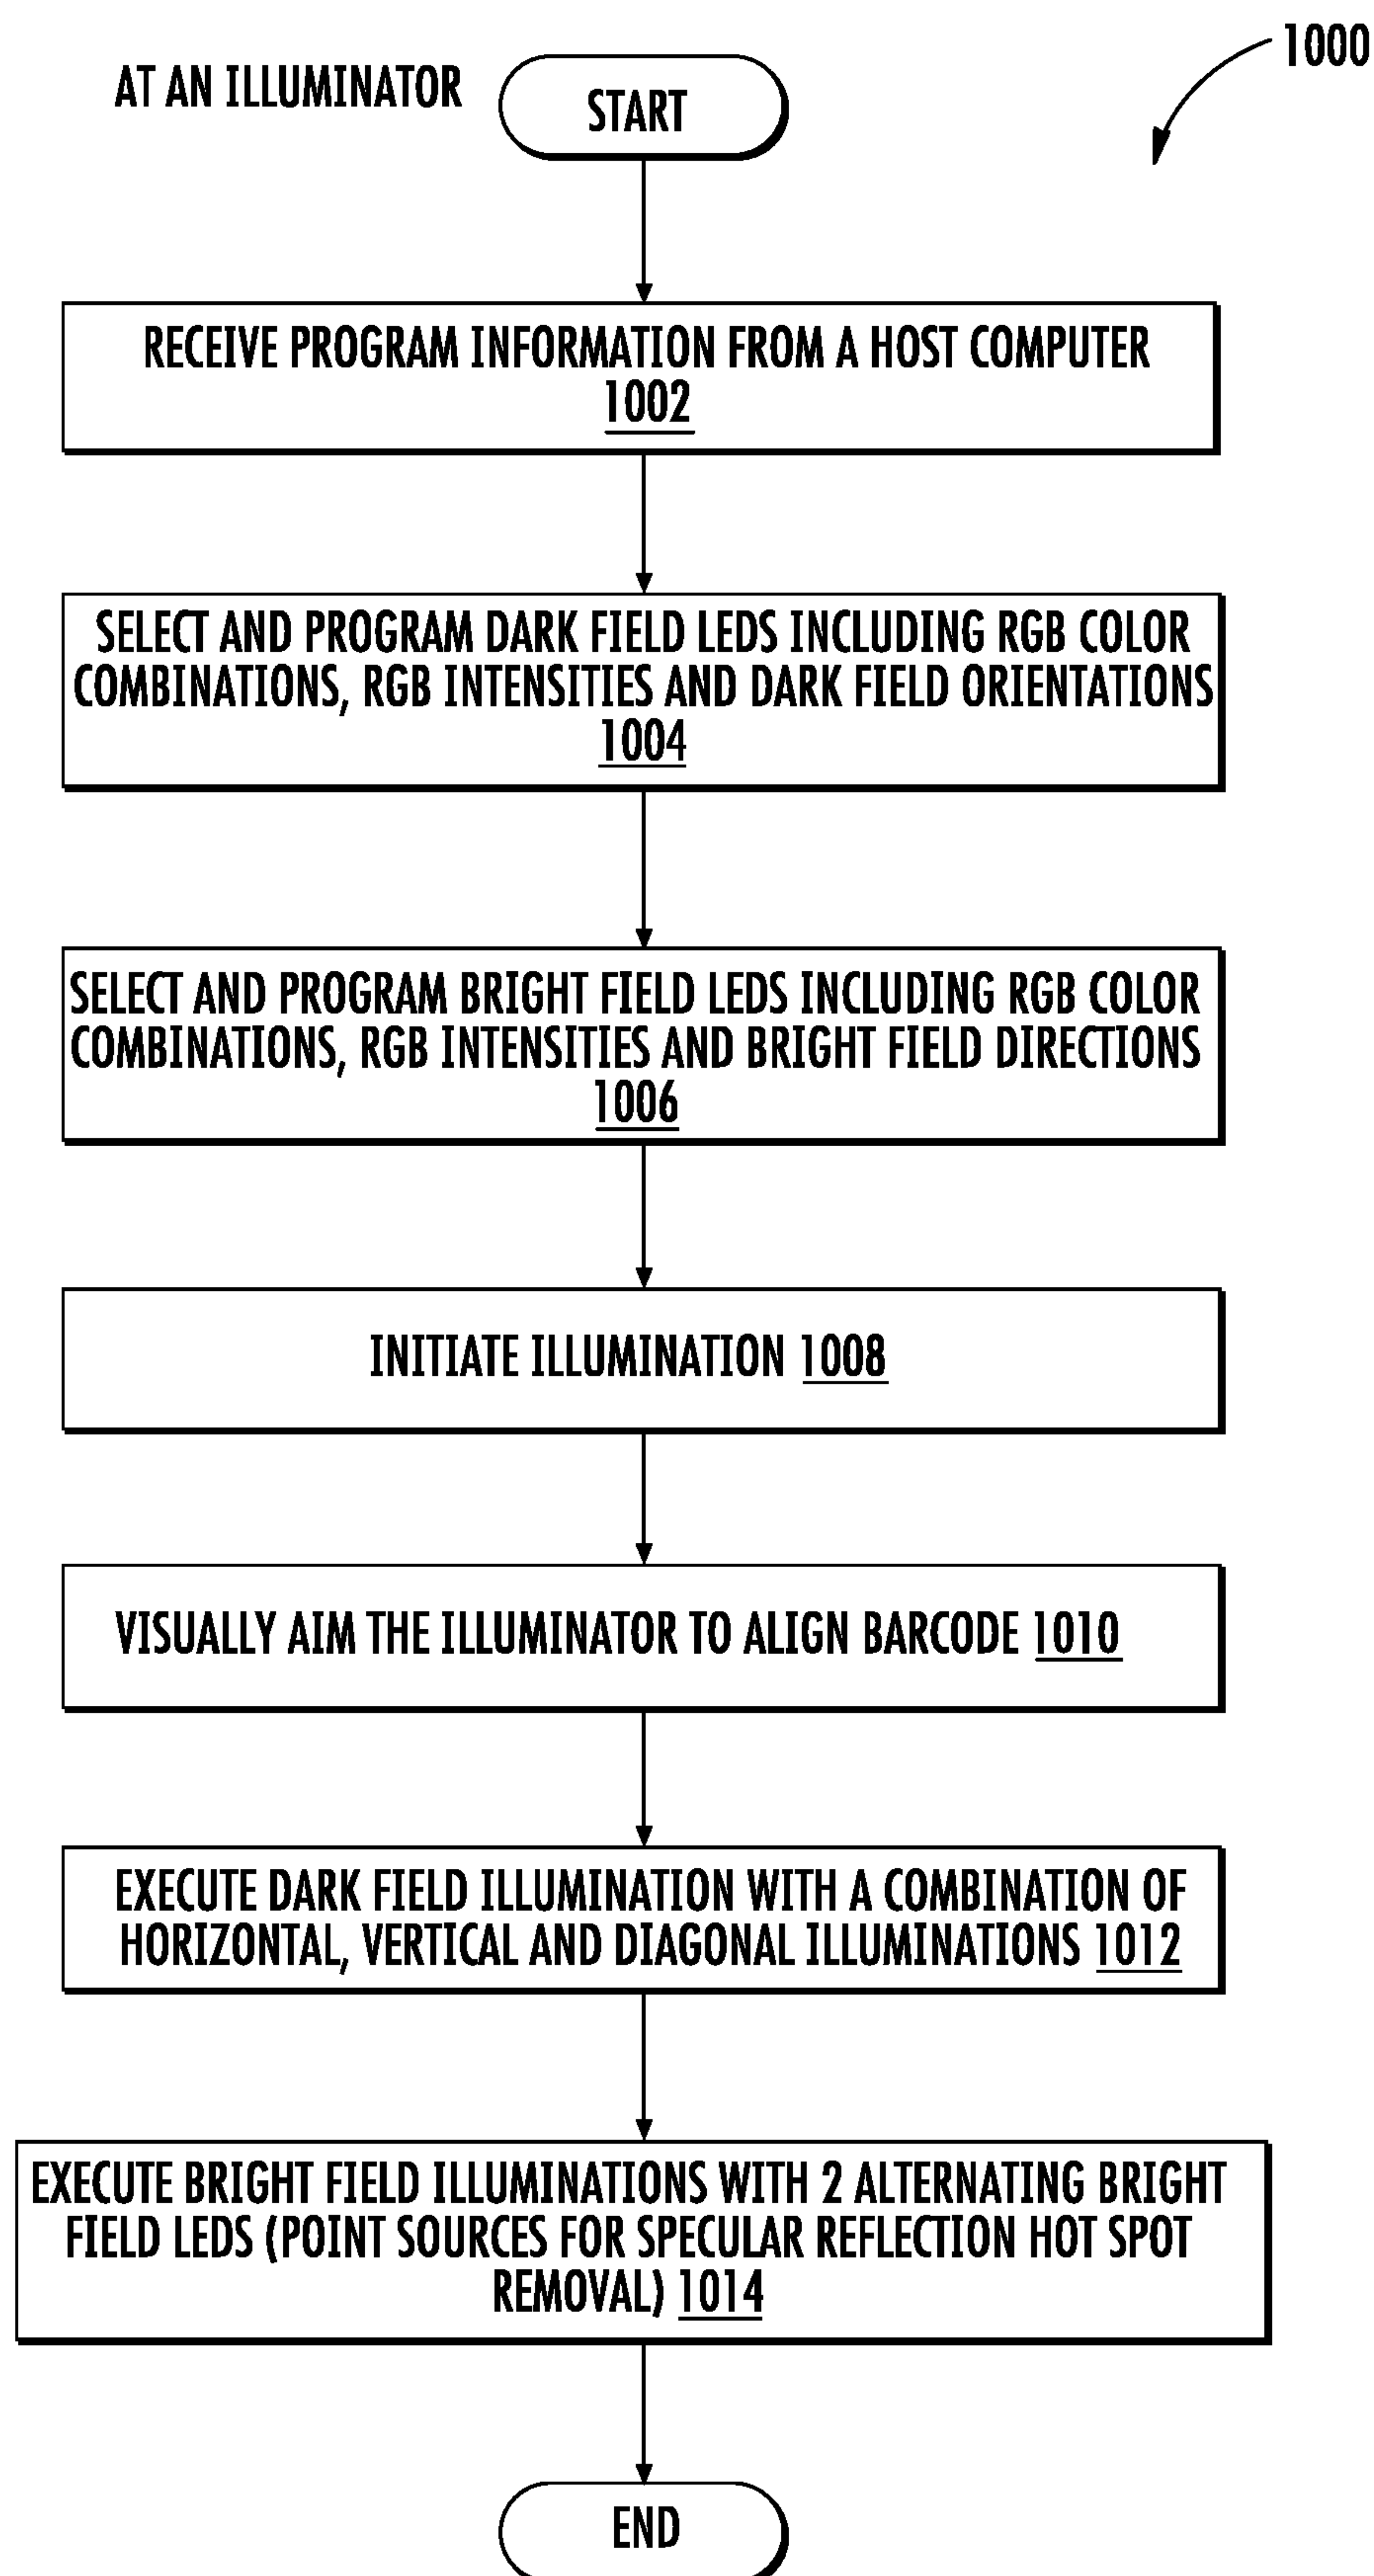 1000
AT AN ILLUMINATOR
START
RECEIVE PROGRAM INFORMATION FROM A HOST COMPUTER
1002
SELECT AND PROGRAM DARK FIELD LEDS INCLUDING RGB COLOR
COMBINATIONS, RGB INTENSITIES AND DARK FIELD ORIENTATIONS
1004
SELECT AND PROGRAM BRIGHT FIELD LEDS INCLUDING RGB COLOR
COMBINATIONS, RGB INTENSITIES AND BRIGHT FIELD DIRECTIONS
1006
INITIATE ILLUMINATION 1008
VISUALLY AIM THE ILLUMINATOR TO ALIGN BARCODE 1010
EXECUTE DARK FIELD ILLUMINATION WITH A COMBINATION OF
HORIZONTAL, VERTICAL AND DIAGONAL ILLUMINATIONS 1012
EXECUTE BRIGHT FIELD ILLUMINATIONS WITH 2 ALTERNATING BRIGHT
FIELD LEDS (POINT SOURCES FOR SPECULAR REFLECTION HOT SPOT
REMOVAL) 1014
END